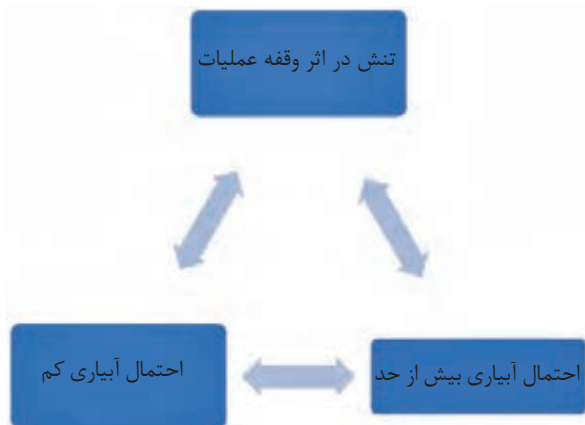 تنش در اثر وقفه عملیات
احتمال آبیاری بیش از حد
احتمال آبیاری کم